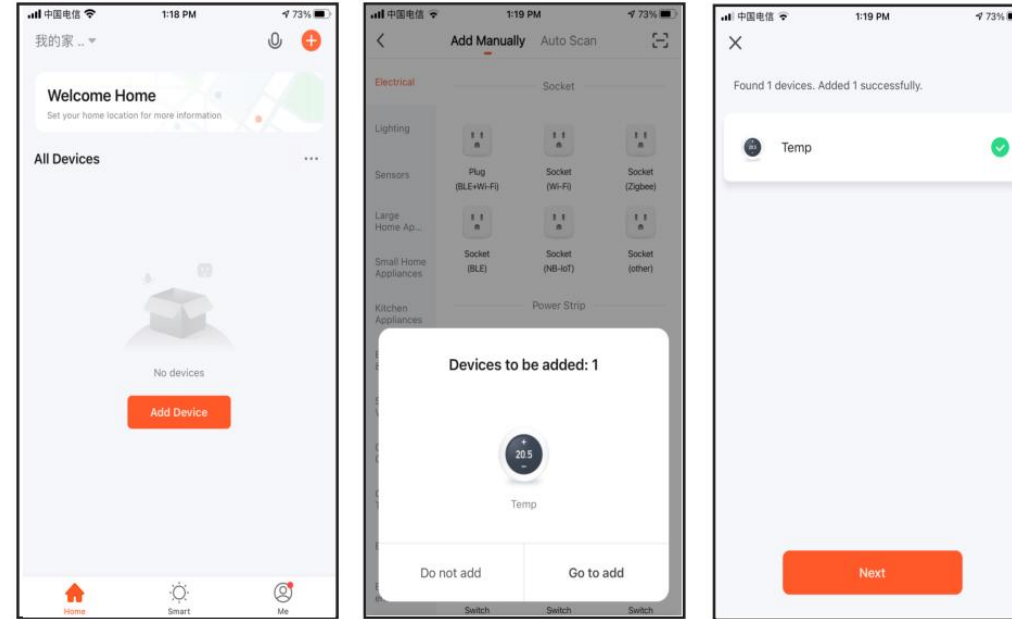 中国电信
1:18 PM
73%
我的家 ..
Welcome Home
Set your home location for more information
All Devices
No devices
Add Device
Home
Smart
Me
中国电信
1:19 PM
73%
Add Manually
Auto Scan
Electrical
Lighting
Sensors
Large
Home Ap...
Small Home
Appliances
Kitchen
Appliances
Socket
Plug
(BLE+Wi-Fi)
Socket
(Wi-Fi)
Socket
(Zigbee)
Socket
(BLE)
Socket
(NB-IoT)
Socket
(other)
Power Strip
Devices to be added: 1
+
20.5
−
Temp
Do not add
Go to add
Switch
Switch
Switch
中国电信
1:19 PM
73%
Found 1 devices. Added 1 successfully.
Temp
Next